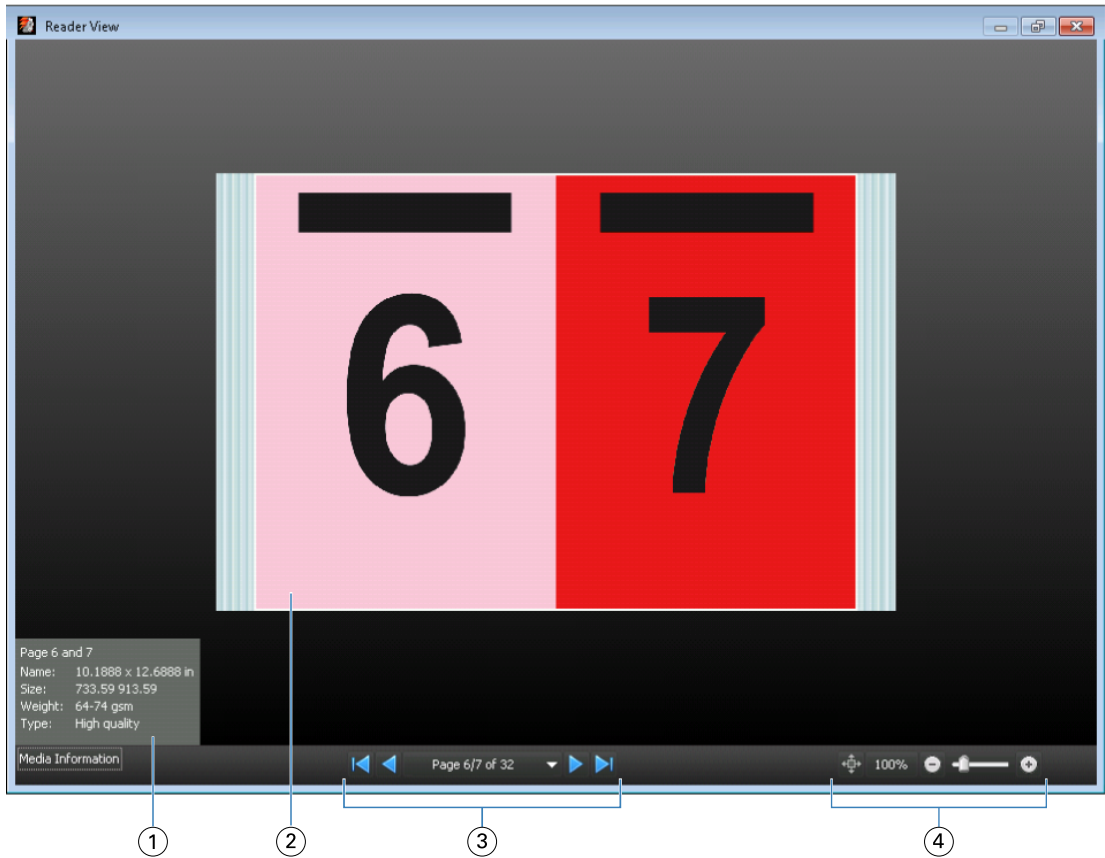 Reader View
6 7
Page 6 and 7
Name: 10.1888 x 12.6888 in
Size: 733.59 913.59
Weight: 64-74 gsm
Type: High quality
Media Information Page 6/7 of 32 100%
1 2 3 4